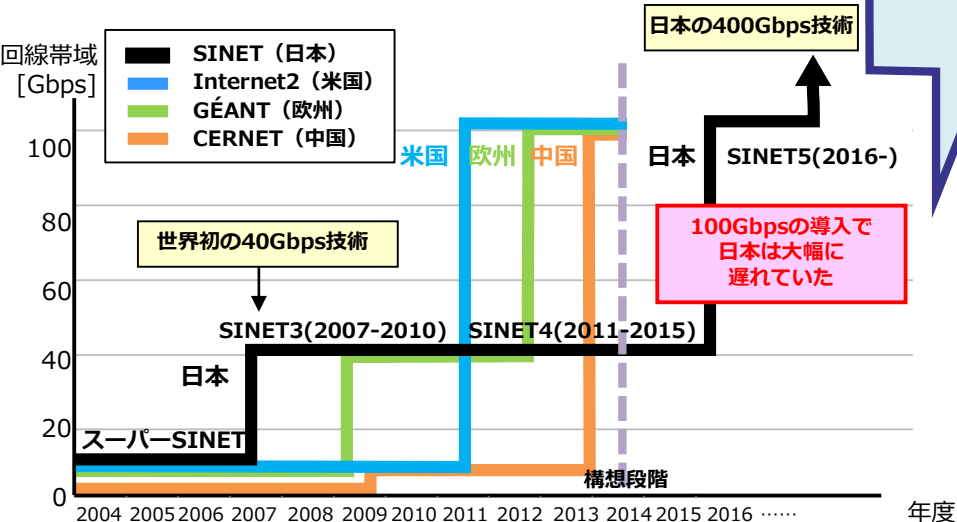 日本の400Gbps技術
回線帯域
[Gbps]
SINET（日本）
Internet2（米国）
GÉANT（欧州）
CERNET（中国）
100
80
60
40
20
0
米国
欧州
中国
日本
SINET5(2016-)
世界初の40Gbps技術
100Gbpsの導入で
日本は大幅に
遅れていた
SINET3(2007-2010)
SINET4(2011-2015)
日本
スーパーSINET
構想段階
2004 2005 2006 2007 2008 2009 2010 2011 2012 2013 2014 2015 2016 ……
年度